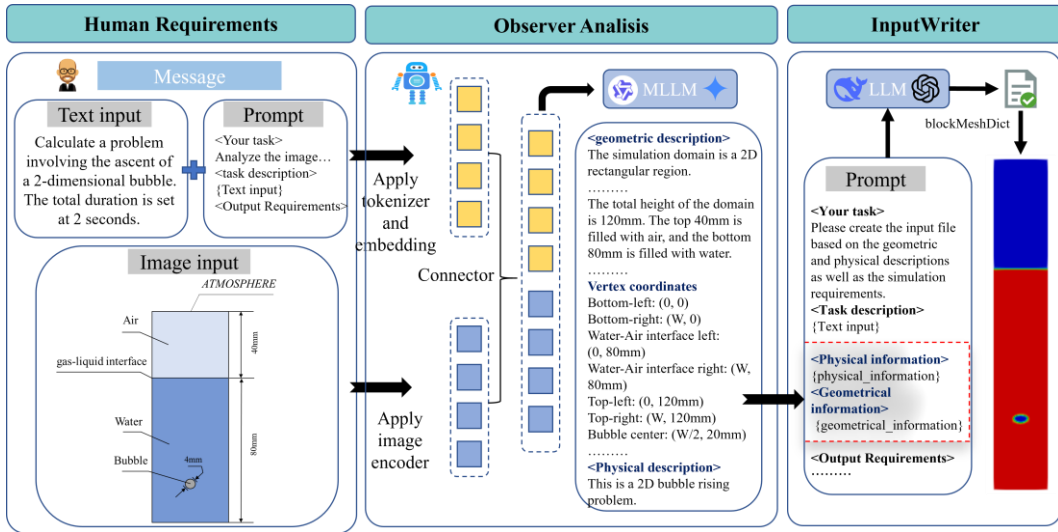 Human Requirements
Message
Text input
Calculate a problem
involving the ascent of
a 2-dimensional bubble.
The total duration is set
at 2 seconds.
Prompt
<Your task>
Analyze the image…
<task description>
{Text input}
<Output Requirements>
Image input
ATMOSPHERE
Air
gas-liquid interface
Water
Bubble
4mm
40mm
80mm
Observer Analisis
Apply
tokenizer
and
embedding
Connector
Apply
image
encoder
MLLM
<geometric description>
The simulation domain is a 2D
rectangular region.
………
The total height of the domain
is 120mm. The top 40mm is
filled with air, and the bottom
80mm is filled with water.
………
Vertex coordinates
Bottom-left: (0, 0)
Bottom-right: (W, 0)
Water-Air interface left:
(0, 80mm)
Water-Air interface right: (W,
80mm)
Top-left: (0, 120mm)
Top-right: (W, 120mm)
Bubble center: (W/2, 20mm)
………
<Physical description>
This is a 2D bubble rising
problem.
InputWriter
LLM
blockMeshDict
Prompt
<Your task>
Please create the input file
based on the geometric
and physical descriptions
as well as the simulation
requirements.
<Task description>
{Text input}
<Physical information>
{physical_information}
<Geometrical
information>
{geometrical_information}
<Output Requirements>
………